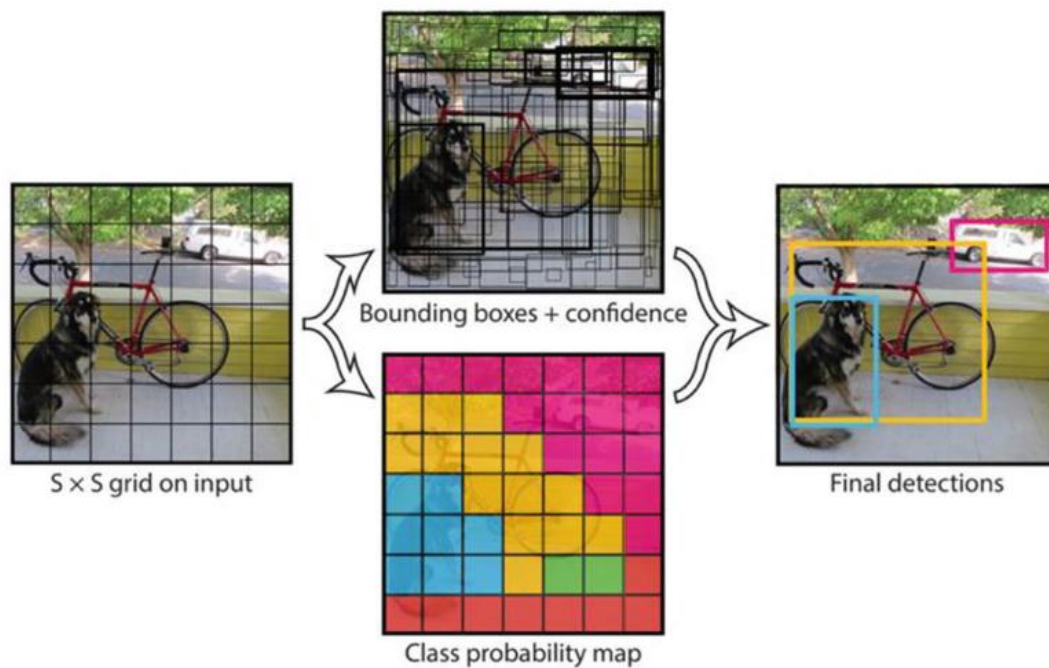 Bounding boxes + confidence
S × S grid on input
Final detections
Class probability map